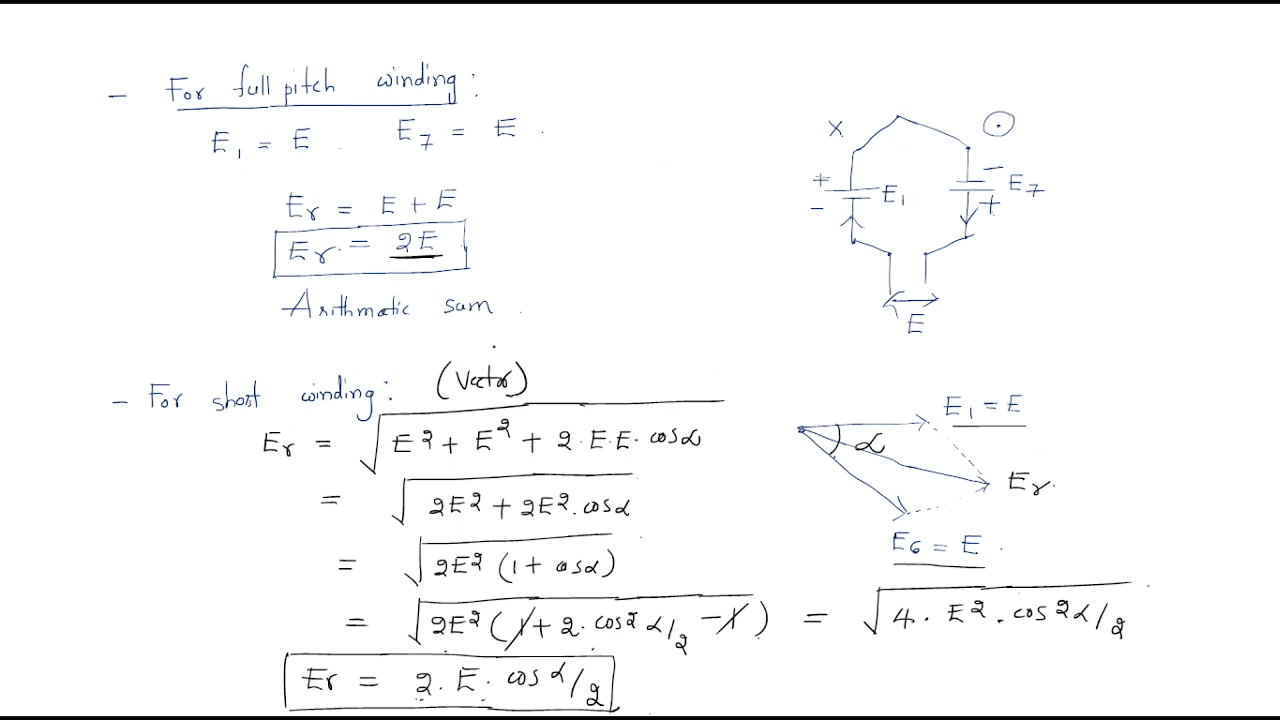 - For full pitch winding:
E₁ = E . E₇ = E .
Eᵣ = E + E
Eᵣ = 2E
Arithmatic sum .
x
+
-
E₁
-
+
E₇
E
- For short winding: (Vector)
Eᵣ = √(E² + E² + 2·E·E·cosα)
= √(2E² + 2E².cosα)
= √(2E² (1 + cosα))
= √(2E² (1 + 2·cos² α/2 - 1)) = √(4·E².cos²α/2)
Eᵣ = 2·E·cos α/2
E₁ = E
α
Eᵣ.
E₆ = E .